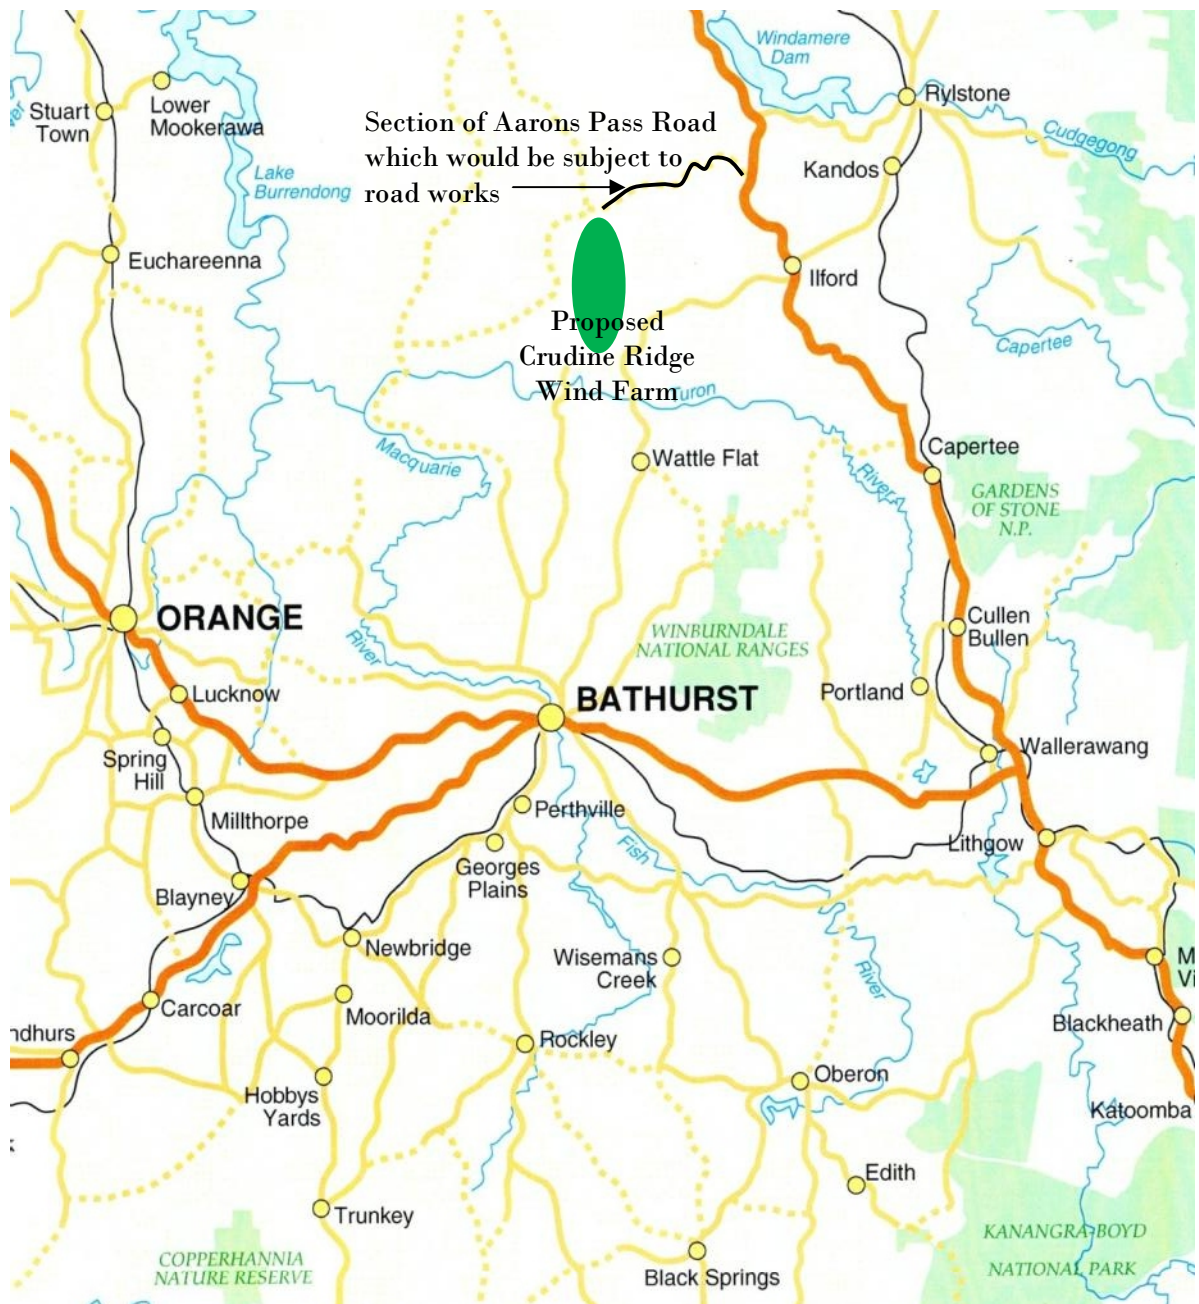 Windamere
Dam
Stuart
Town
Lower
Mookerawa
Rylstone
Section of Aarons Pass Road
which would be subject to
road works
Cudgegong
Kandos
Lake
Burrendong
Euchareenna
Ilford
Proposed
Crudine Ridge
Wind Farm
Capertee
Turon
Macquarie
Wattle Flat
Capertee
River
GARDENS
OF STONE
N.P.
ORANGE
Cullen
Bullen
WINBURNDALE
NATIONAL RANGES
River
Lucknow
BATHURST
Portland
Spring
Hill
Wallerawang
Millthorpe
Perthville
Fish
Lithgow
Georges
Plains
Blayney
Newbridge
Wisemans
Creek
M
Vi
River
Carcoar
Moorilda
ndhurs
Rockley
Blackheath
Hobbys
Yards
Oberon
Katoomba
Edith
Trunkey
KANANGRA-BOYD
NATIONAL PARK
COPPERHANNIA
NATURE RESERVE
Black Springs